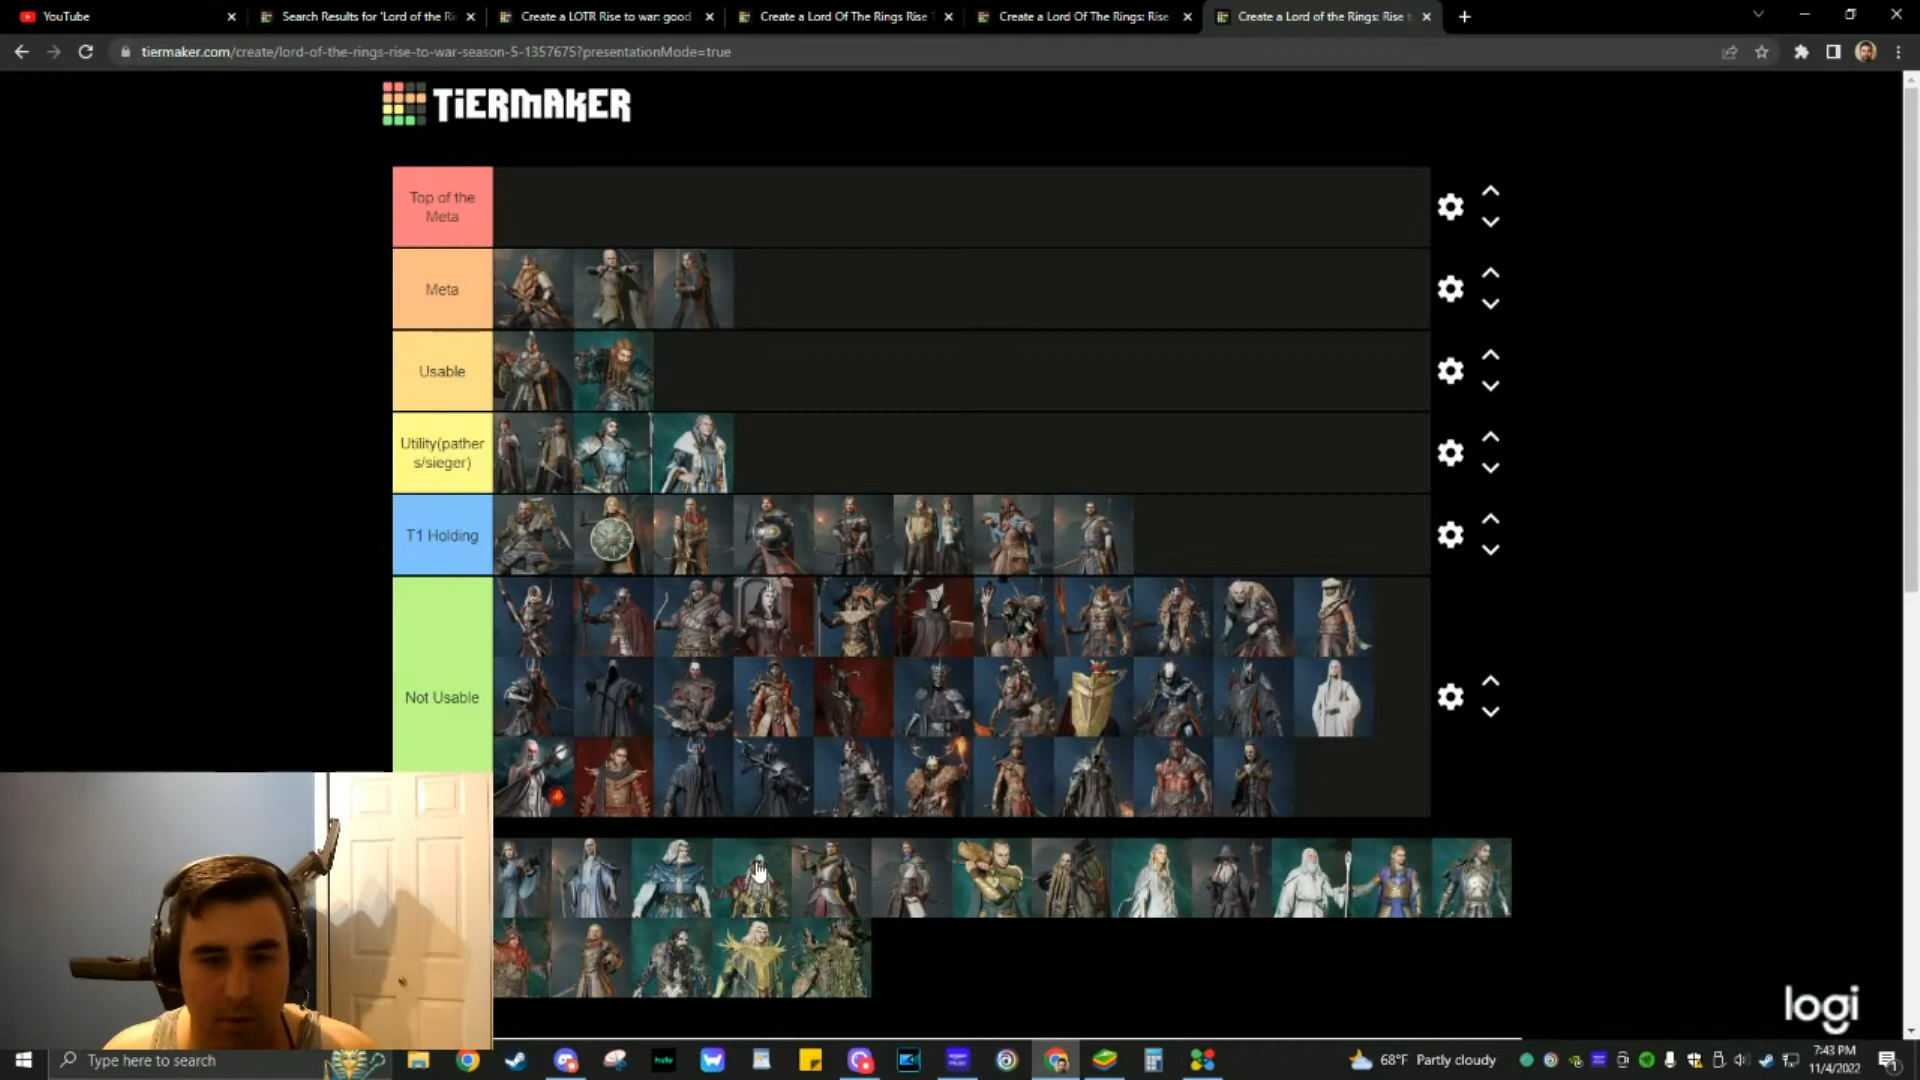 YouTube
Search Results for 'Lord of the Ri
Create a LOTR Rise to war: good
Create a Lord Of The Rings Rise T
Create a Lord Of The Rings: Rise
Create a Lord of the Rings: Rise t
tiermaker.com/create/lord-of-the-rings-rise-to-war-season-5-1357675?presentationMode=true
TiERMAKER
Top of the
Meta
Meta
Usable
Utility(pather
s/sieger)
T1 Holding
Not Usable
logi
Type here to search
hulu
68°F Partly cloudy
7:43 PM
11/4/2022